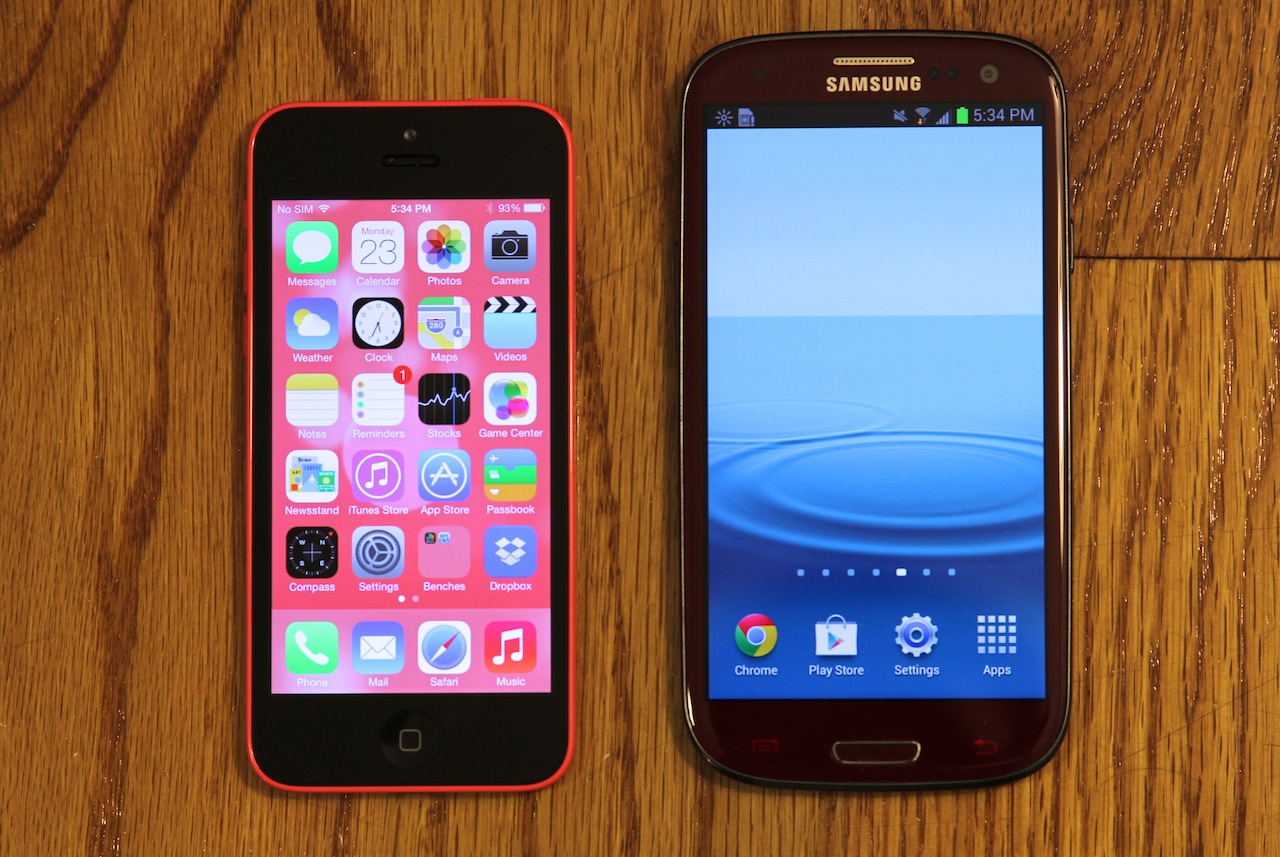 No SIM 5:34 PM 93%
Monday
23
Messages Calendar Photos Camera
280
Weather Clock Maps Videos
1
Notes Reminders Stocks Game Center
Newsstand iTunes Store App Store Passbook
W N
S E
Compass Settings Benches Dropbox
Phone Mail Safari Music
SAMSUNG
5:34 PM
Chrome Play Store Settings Apps